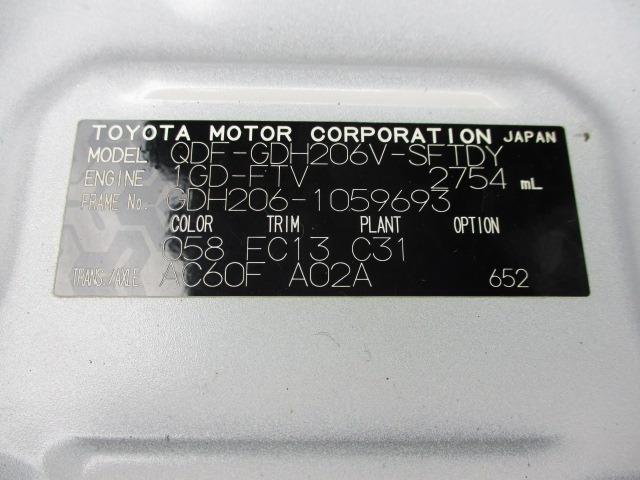 TOYOTA MOTOR CORPORATION JAPAN
MODEL QDF-GDH206V-SFTDY
ENGINE 1GD-FTV 2754 mL
FRAME No. GDH206-1059693
COLOR TRIM PLANT OPTION
058 FC13 C31
TRANS./AXLE AC60F A02A 652